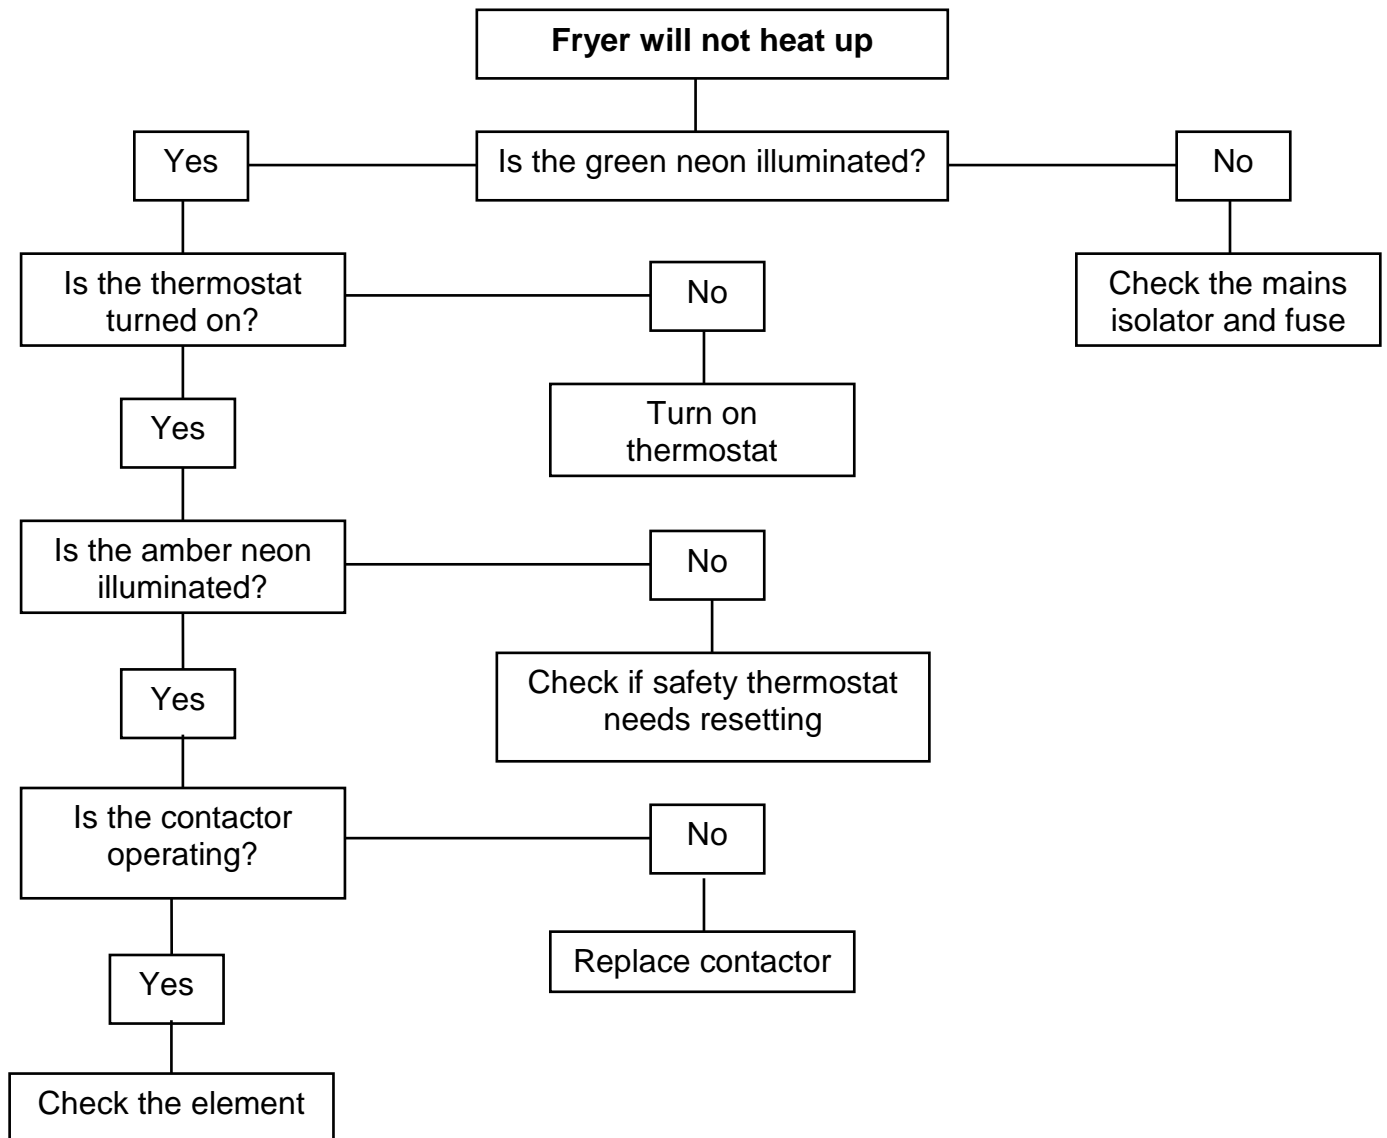 Fryer will not heat up
Yes
Is the green neon illuminated?
No
Is the thermostat
turned on?
No
Check the mains
isolator and fuse
Yes
Turn on
thermostat
Is the amber neon
illuminated?
No
Yes
Check if safety thermostat
needs resetting
Is the contactor
operating?
No
Yes
Replace contactor
Check the element